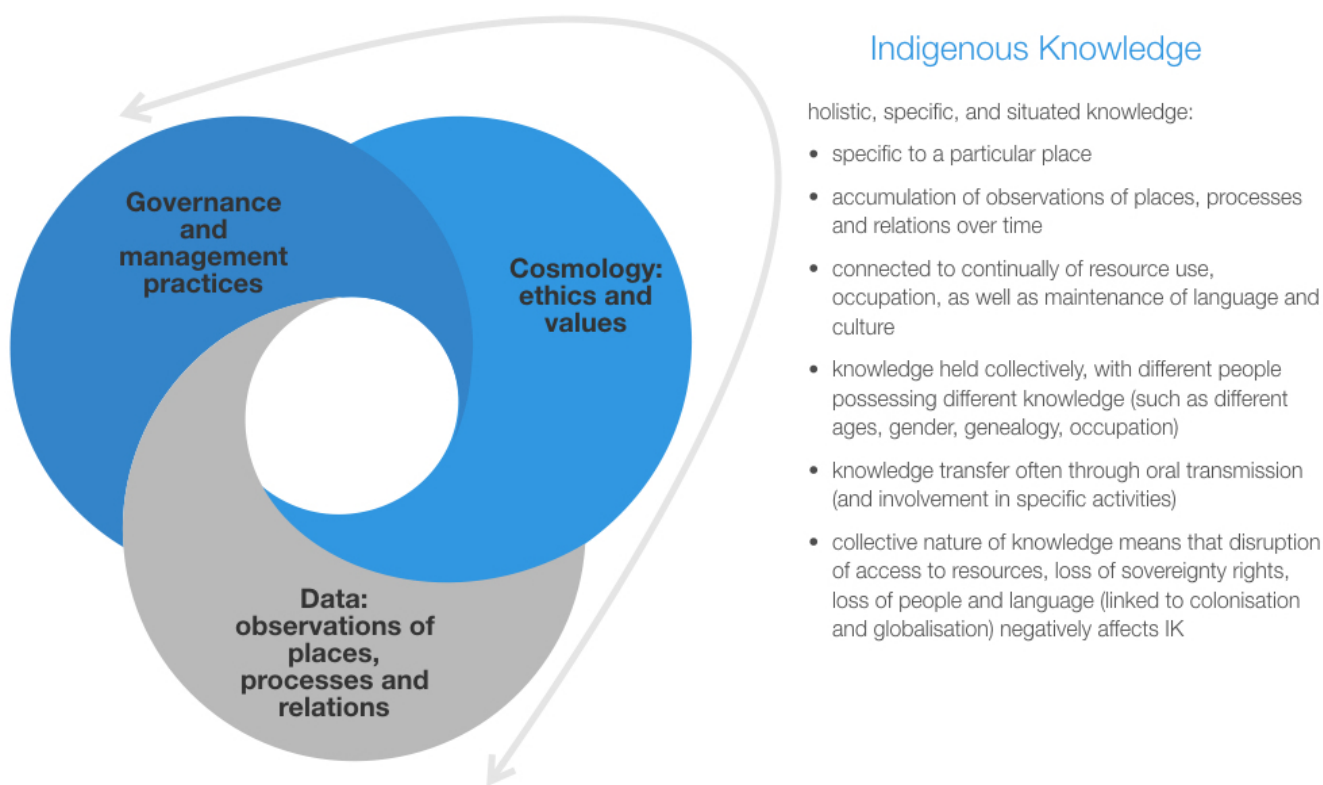 Indigenous Knowledge
holistic, specific, and situated knowledge:
• specific to a particular place
• accumulation of observations of places, processes
and relations over time
• connected to continually of resource use,
occupation, as well as maintenance of language and
culture
• knowledge held collectively, with different people
possessing different knowledge (such as different
ages, gender, genealogy, occupation)
• knowledge transfer often through oral transmission
(and involvement in specific activities)
• collective nature of knowledge means that disruption
of access to resources, loss of sovereignty rights,
loss of people and language (linked to colonisation
and globalisation) negatively affects IK
Governance
and
management
practices
Cosmology:
ethics and
values
Data:
observations of
places,
processes and
relations